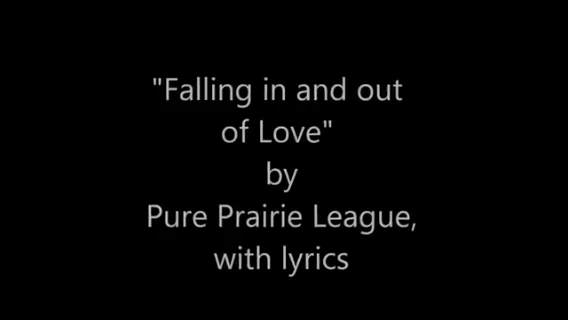 "Falling in and out
of Love"
by
Pure Prairie League,
with lyrics